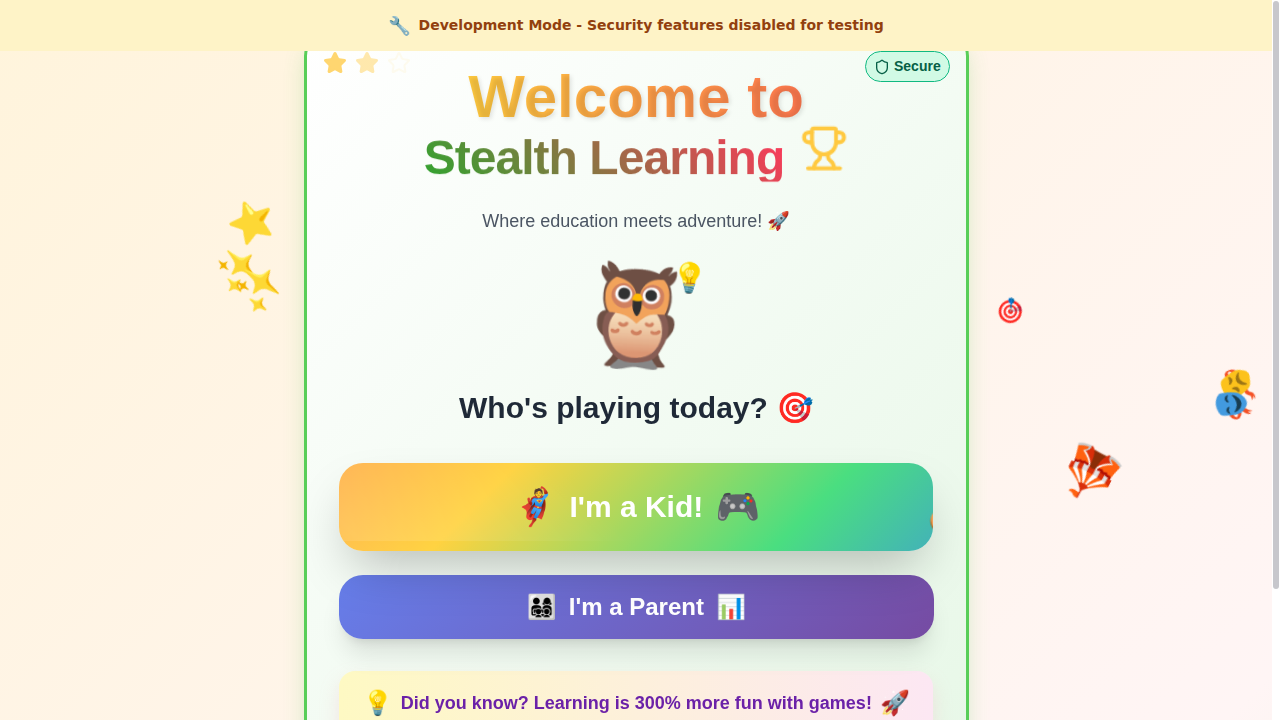 Development Mode - Security features disabled for testing
Secure
Welcome to
Stealth Learning
Where education meets adventure!
Who's playing today?
I'm a Kid!
I'm a Parent
Did you know? Learning is 300% more fun with games!